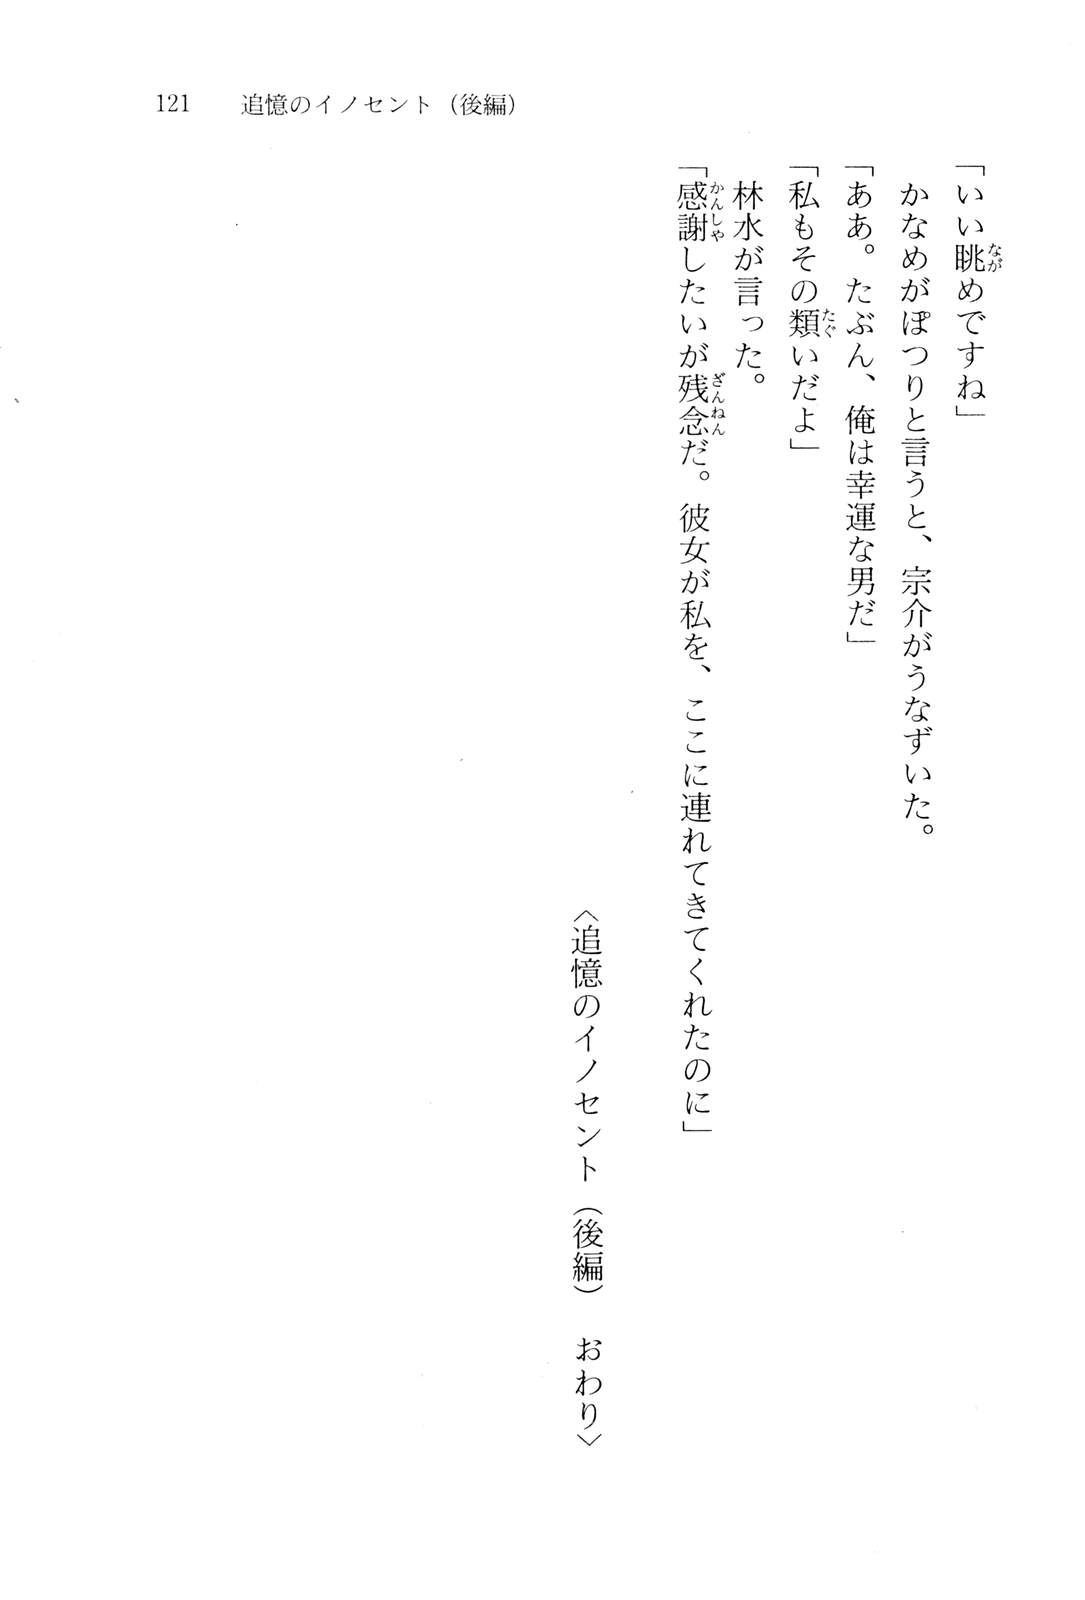 121　追憶のイノセント（後編）
「いい眺めですね」
　かなめがぽつりと言うと、宗介がうなずいた。
「ああ。たぶん、俺は幸運な男だ」
「私もその類いだよ」
　林水が言った。
「感謝したいが残念だ。彼女が私を、ここに連れてきてくれたのに」
〈追憶のイノセント（後編）　おわり〉